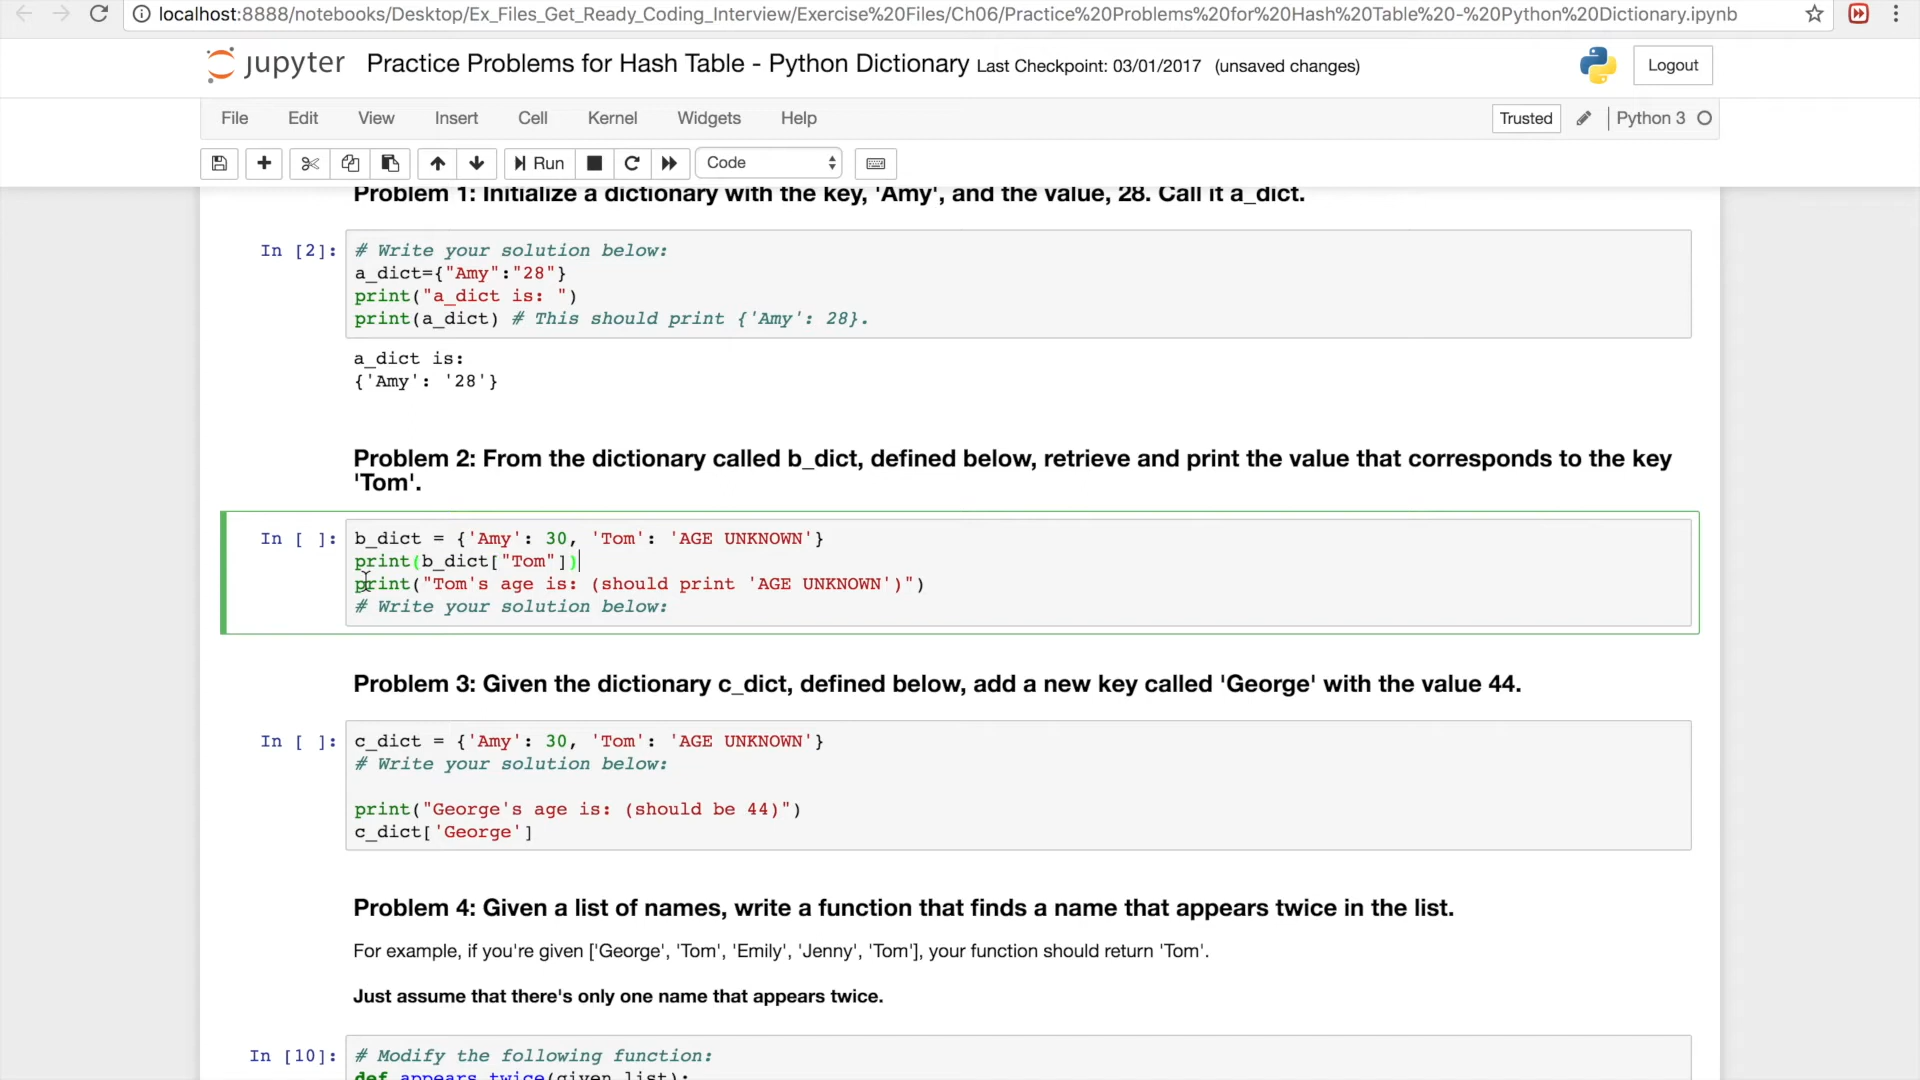 localhost:8888/notebooks/Desktop/Ex_Files_Get_Ready_Coding_Interview/Exercise%20Files/Ch06/Practice%20Problems%20for%20Hash%20Table%20-%20Python%20Dictionary.ipynb
jupyter Practice Problems for Hash Table - Python Dictionary Last Checkpoint: 03/01/2017 (unsaved changes) Logout
File Edit View Insert Cell Kernel Widgets Help Trusted Python 3
Run Code
Problem 1: Initialize a dictionary with the key, 'Amy', and the value, 28. Call it a_dict.
In [2]: # Write your solution below:
a_dict={"Amy":"28"}
print("a_dict is: ")
print(a_dict) # This should print {'Amy': 28}.
a_dict is:
{'Amy': '28'}
Problem 2: From the dictionary called b_dict, defined below, retrieve and print the value that corresponds to the key
'Tom'.
In [ ]: b_dict = {'Amy': 30, 'Tom': 'AGE UNKNOWN'}
print(b_dict["Tom"])
print("Tom's age is: (should print 'AGE UNKNOWN')")
# Write your solution below:
Problem 3: Given the dictionary c_dict, defined below, add a new key called 'George' with the value 44.
In [ ]: c_dict = {'Amy': 30, 'Tom': 'AGE UNKNOWN'}
# Write your solution below:
print("George's age is: (should be 44)")
c_dict['George']
Problem 4: Given a list of names, write a function that finds a name that appears twice in the list.
For example, if you're given ['George', 'Tom', 'Emily', 'Jenny', 'Tom'], your function should return 'Tom'.
Just assume that there's only one name that appears twice.
In [10]: # Modify the following function:
def appears_twice(given_list):